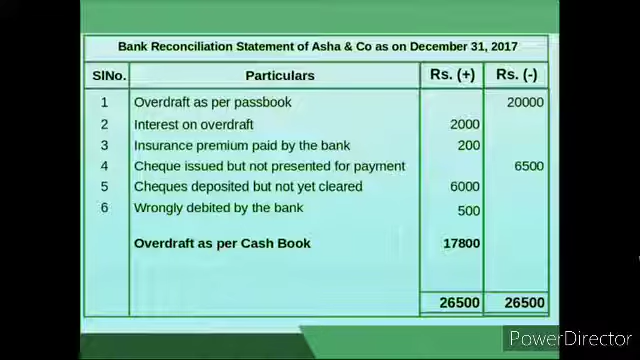 Bank Reconciliation Statement of Asha & Co as on December 31, 2017
SlNo. Particulars Rs. (+) Rs. (-)
1 Overdraft as per passbook 20000
2 Interest on overdraft 2000
3 Insurance premium paid by the bank 200
4 Cheque issued but not presented for payment 6500
5 Cheques deposited but not yet cleared 6000
6 Wrongly debited by the bank 500
Overdraft as per Cash Book 17800
26500 26500
PowerDirector